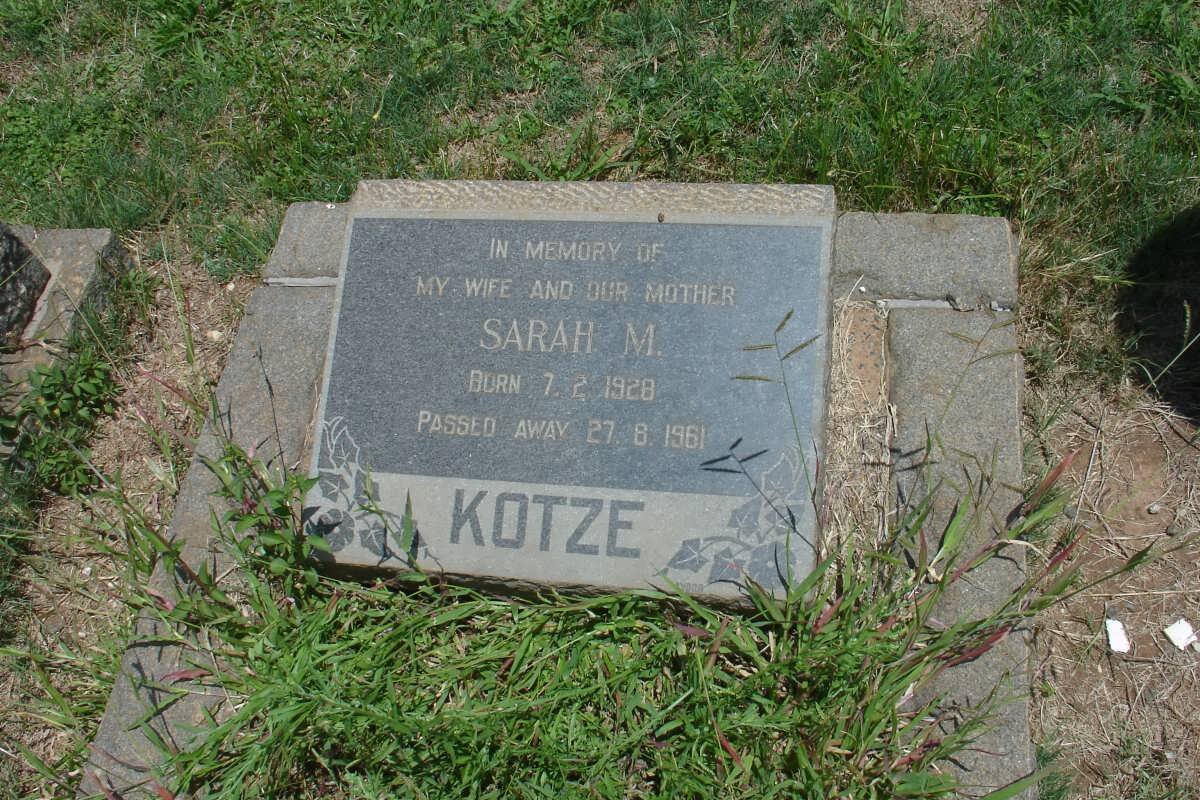 IN MEMORY OF
MY WIFE AND OUR MOTHER
SARAH M.
BORN 7. 2. 1928
PASSED AWAY 27. 8. 1961
KOTZE